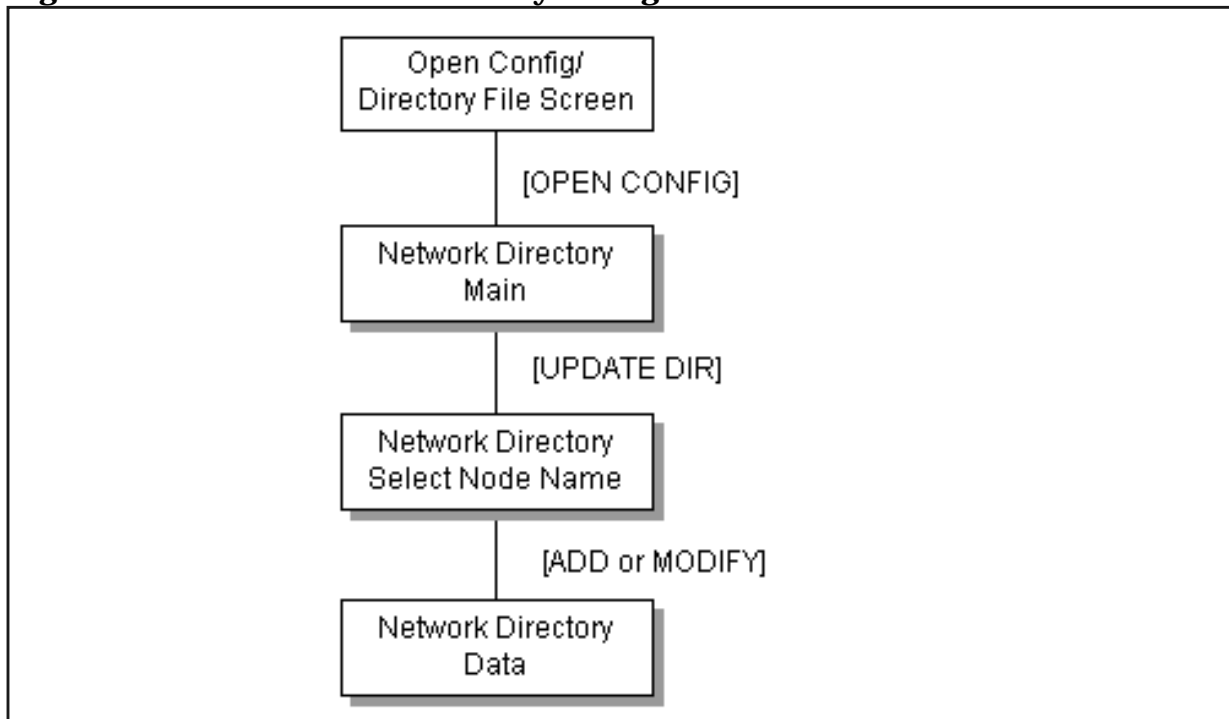 Open Config/
Directory File Screen
[OPEN CONFIG]
Network Directory
Main
[UPDATE DIR]
Network Directory
Select Node Name
[ADD or MODIFY]
Network Directory
Data